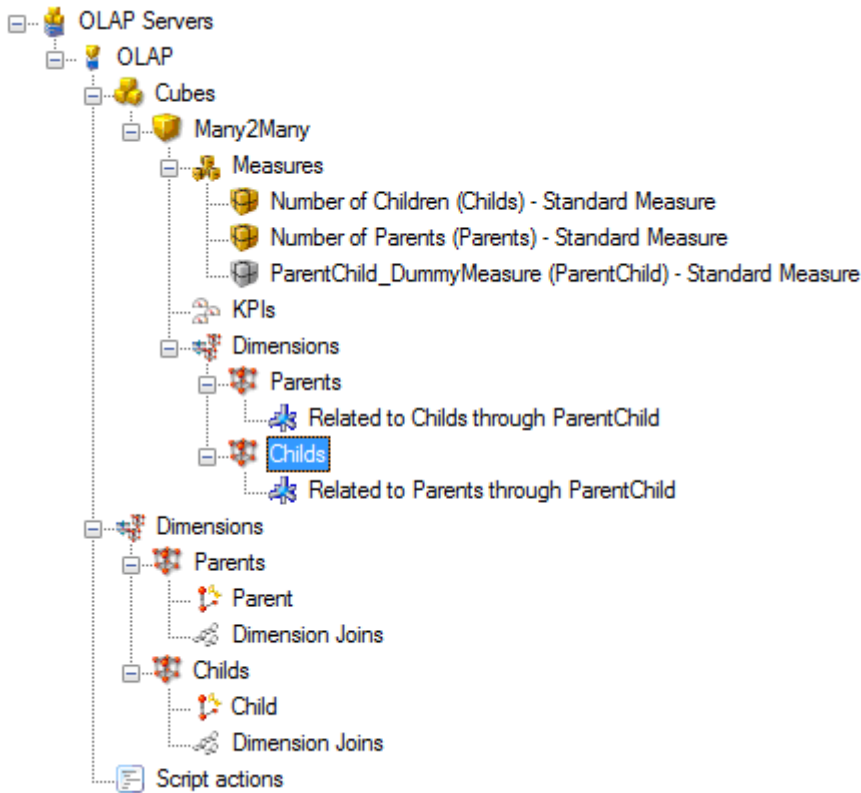 OLAP Servers
OLAP
Cubes
Many2Many
Measures
Number of Children (Childs) - Standard Measure
Number of Parents (Parents) - Standard Measure
ParentChild_DummyMeasure (ParentChild) - Standard Measure
KPIs
Dimensions
Parents
Related to Childs through ParentChild
Childs
Related to Parents through ParentChild
Dimensions
Parents
Parent
Dimension Joins
Childs
Child
Dimension Joins
Script actions